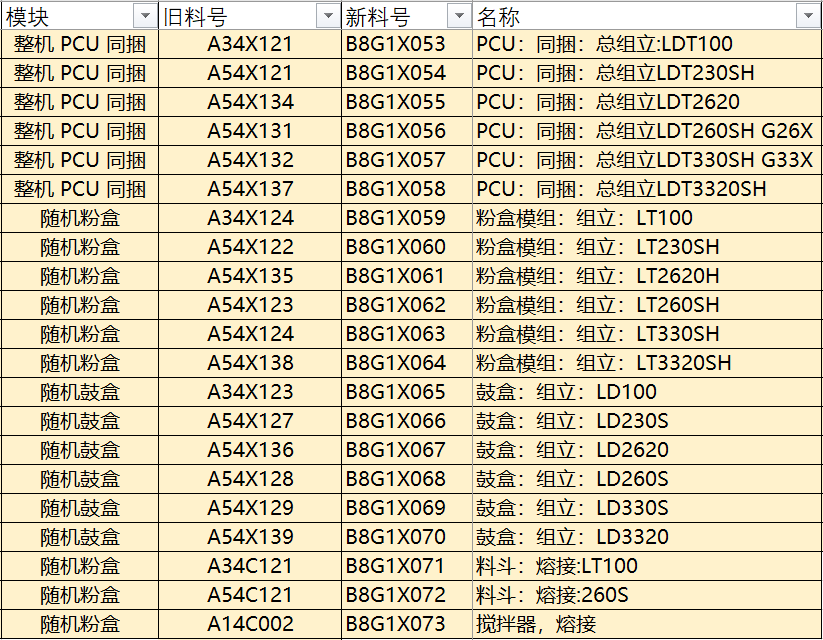 模块 旧料号 新料号 名称
整机 PCU 同捆 A34X121 B8G1X053 PCU：同捆：总组立:LDT100
整机 PCU 同捆 A54X121 B8G1X054 PCU：同捆：总组立LDT230SH
整机 PCU 同捆 A54X134 B8G1X055 PCU：同捆：总组立LDT2620
整机 PCU 同捆 A54X131 B8G1X056 PCU：同捆：总组立LDT260SH G26X
整机 PCU 同捆 A54X132 B8G1X057 PCU：同捆：总组立LDT330SH G33X
整机 PCU 同捆 A54X137 B8G1X058 PCU：同捆：总组立LDT3320SH
随机粉盒 A34X124 B8G1X059 粉盒模组：组立：LT100
随机粉盒 A54X122 B8G1X060 粉盒模组：组立：LT230SH
随机粉盒 A54X135 B8G1X061 粉盒模组：组立：LT2620H
随机粉盒 A54X123 B8G1X062 粉盒模组：组立：LT260SH
随机粉盒 A54X124 B8G1X063 粉盒模组：组立：LT330SH
随机粉盒 A54X138 B8G1X064 粉盒模组：组立：LT3320SH
随机鼓盒 A34X123 B8G1X065 鼓盒：组立：LD100
随机鼓盒 A54X127 B8G1X066 鼓盒：组立：LD230S
随机鼓盒 A54X136 B8G1X067 鼓盒：组立：LD2620
随机鼓盒 A54X128 B8G1X068 鼓盒：组立：LD260S
随机鼓盒 A54X129 B8G1X069 鼓盒：组立：LD330S
随机鼓盒 A54X139 B8G1X070 鼓盒：组立：LD3320
随机粉盒 A34C121 B8G1X071 料斗：熔接:LT100
随机粉盒 A54C121 B8G1X072 料斗：熔接:260S
随机粉盒 A14C002 B8G1X073 搅拌器，熔接